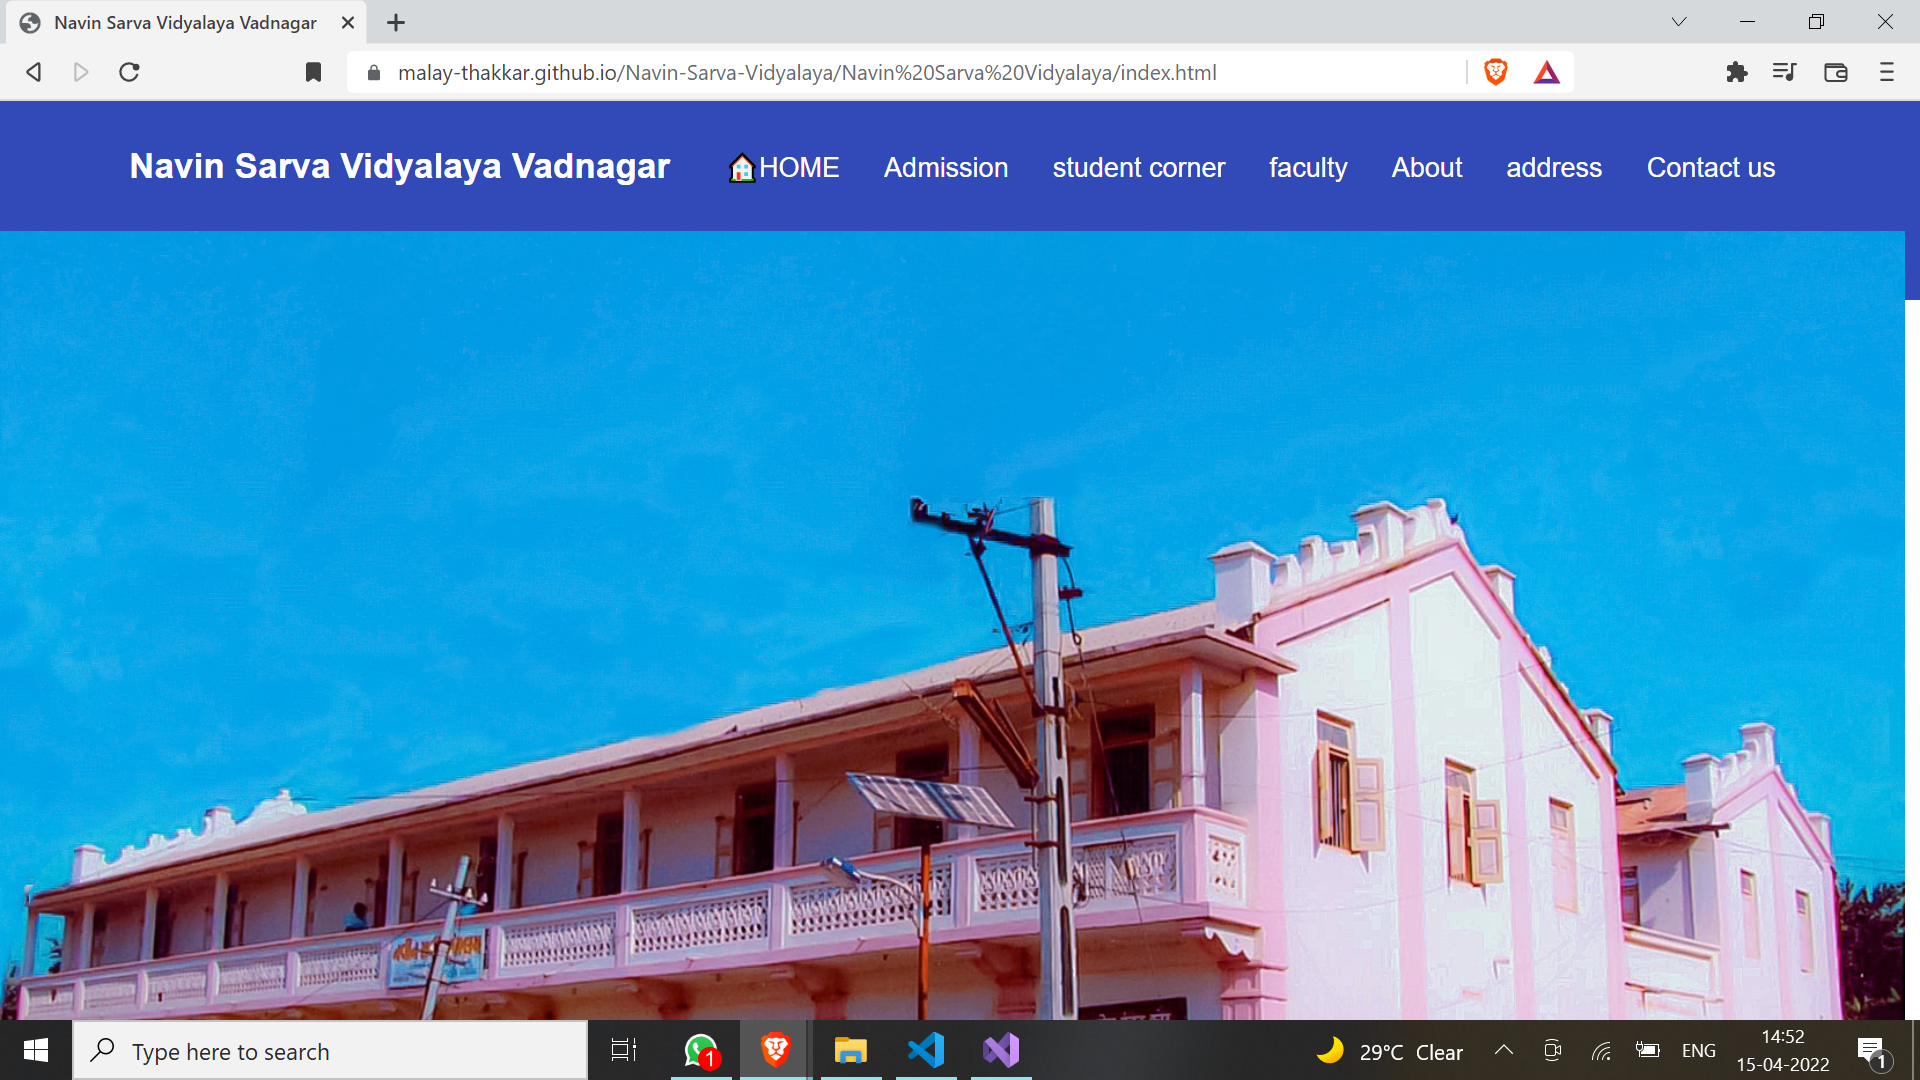 Navin Sarva Vidyalaya Vadnagar
malay-thakkar.github.io/Navin-Sarva-Vidyalaya/Navin%20Sarva%20Vidyalaya/index.html
Navin Sarva Vidyalaya Vadnagar HOME Admission student corner faculty About address Contact us
Type here to search
1
29°C Clear
ENG
14:52
15-04-2022
1